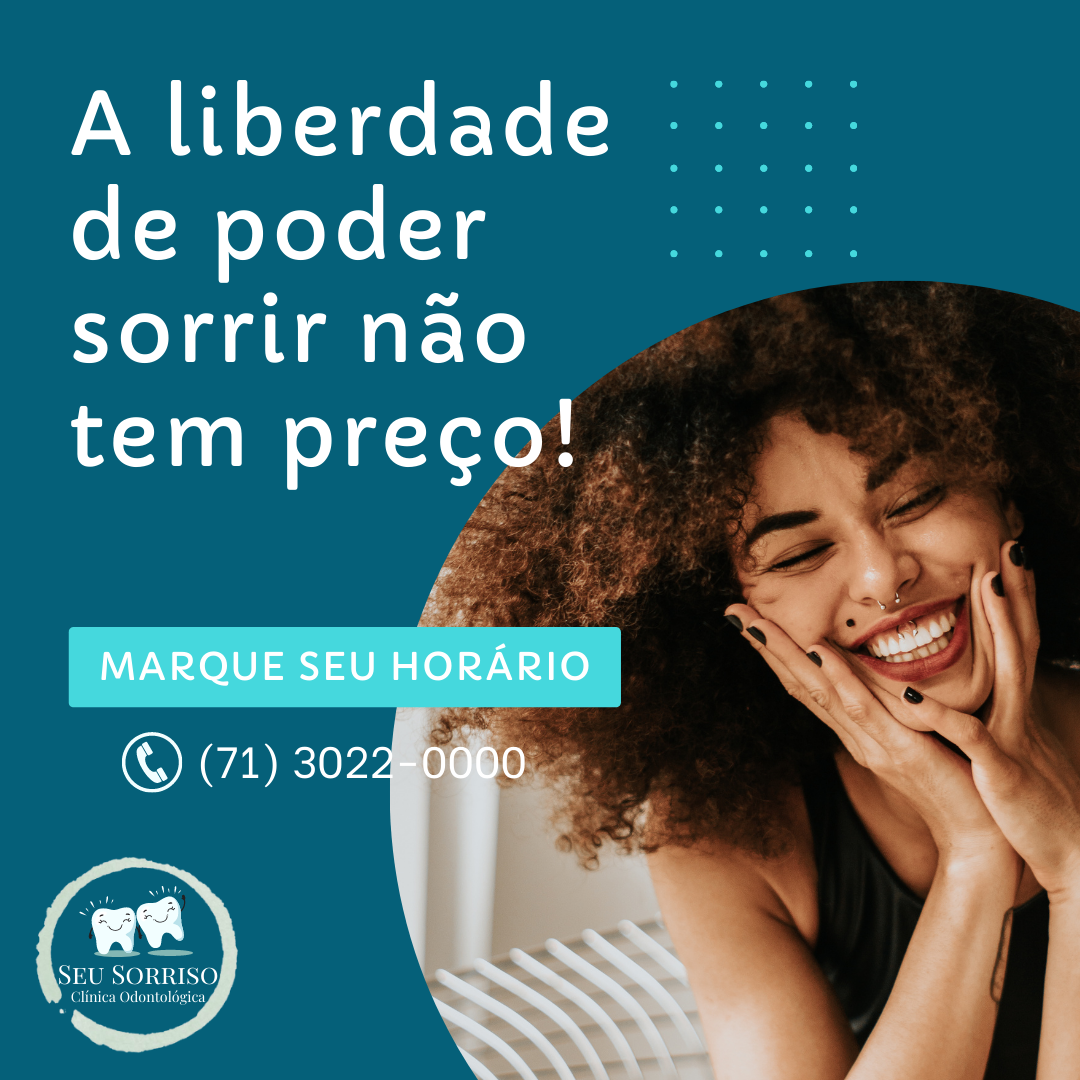 A liberdade
de poder
sorrir não
tem preço!
MARQUE SEU HORÁRIO
(71) 3022-0000
SEU SORRISO
Clínica Odontológica